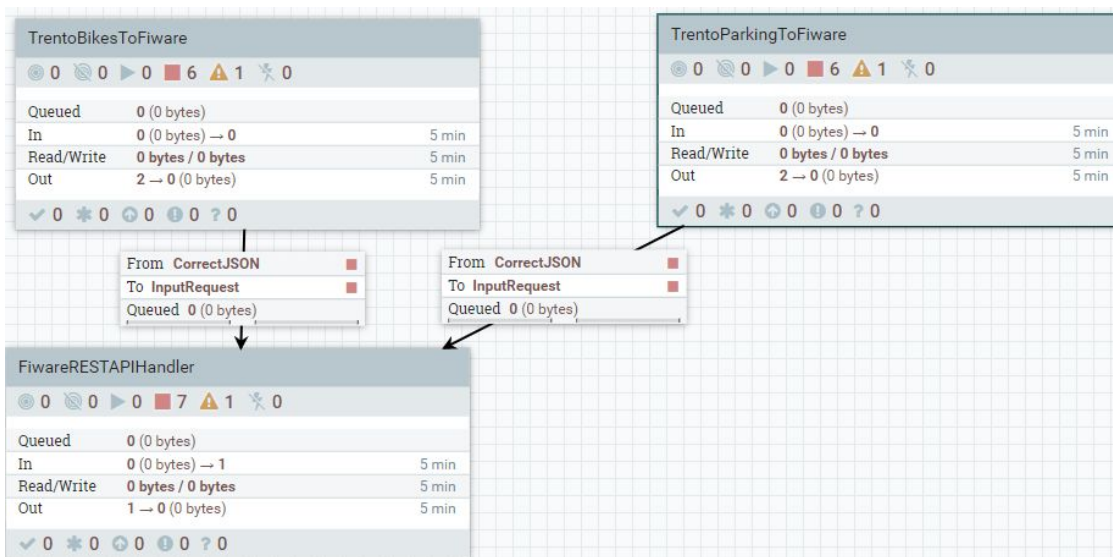 TrentoBikesToFiware
0 0 0 6 1 0
Queued 0 (0 bytes)
In 0 (0 bytes) → 0 5 min
Read/Write 0 bytes / 0 bytes 5 min
Out 2 → 0 (0 bytes) 5 min
0 0 0 0 ? 0
TrentoParkingToFiware
0 0 0 6 1 0
Queued 0 (0 bytes)
In 0 (0 bytes) → 0 5 min
Read/Write 0 bytes / 0 bytes 5 min
Out 2 → 0 (0 bytes) 5 min
0 0 0 0 ? 0
From CorrectJSON
To InputRequest
Queued 0 (0 bytes)
From CorrectJSON
To InputRequest
Queued 0 (0 bytes)
FiwareRESTAPIHandler
0 0 0 7 1 0
Queued 0 (0 bytes)
In 0 (0 bytes) → 1 5 min
Read/Write 0 bytes / 0 bytes 5 min
Out 1 → 0 (0 bytes) 5 min
0 0 0 0 ? 0